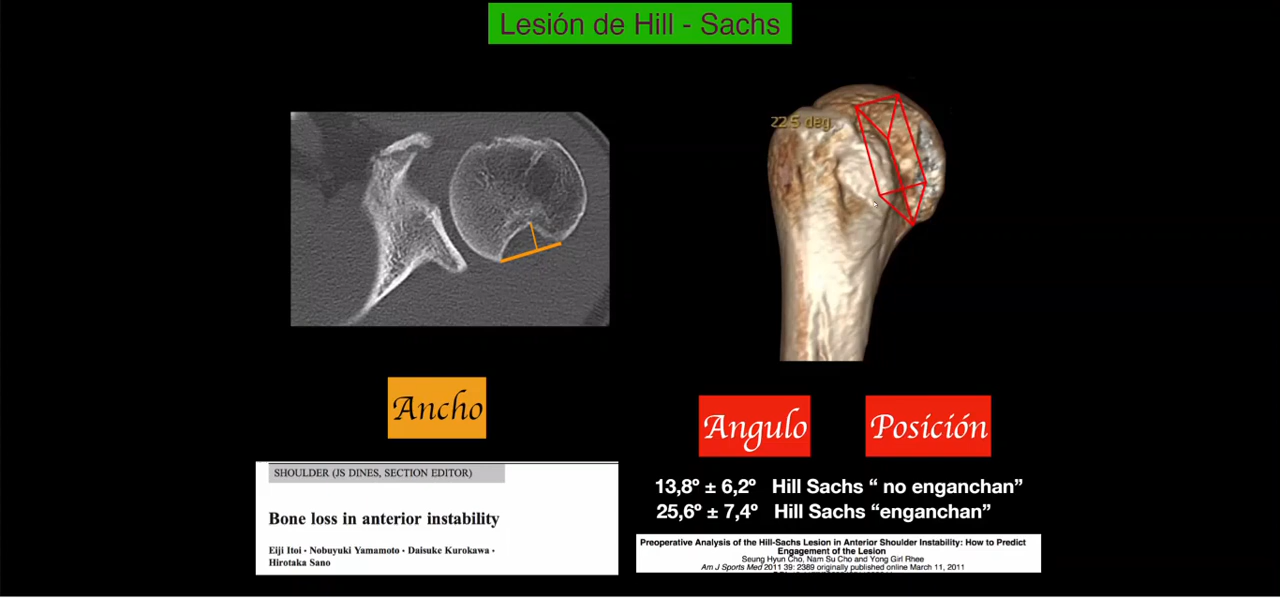 Lesión de Hill - Sachs
22.5 deg
Ancho
Angulo
Posición
SHOULDER (JS DINES, SECTION EDITOR)
Bone loss in anterior instability
Eiji Itoi · Nobuyuki Yamamoto · Daisuke Kurokawa ·
Hirotaka Sano
13,8º ± 6,2º Hill Sachs “ no enganchan”
25,6º ± 7,4º Hill Sachs “enganchan”
Preoperative Analysis of the Hill-Sachs Lesion in Anterior Shoulder Instability: How to Predict
Engagement of the Lesion
Seung Hyun Cho, Nam Su Cho and Yong Girl Rhee
Am J Sports Med 2011 39: 2389 originally published online March 11, 2011